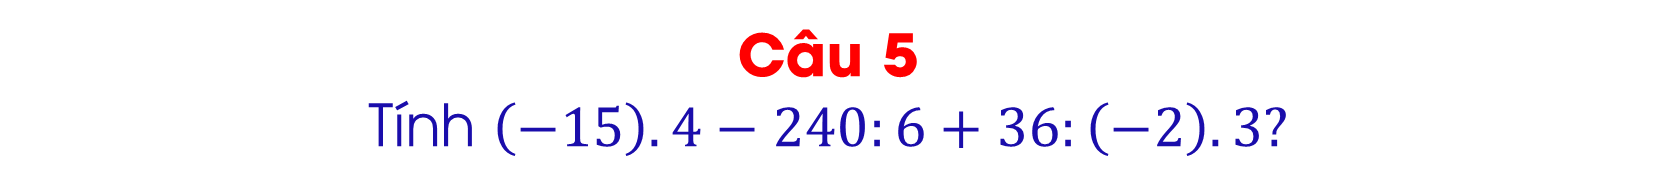 Câu 5
Tính (−15). 4 − 240: 6 + 36: (−2). 3?